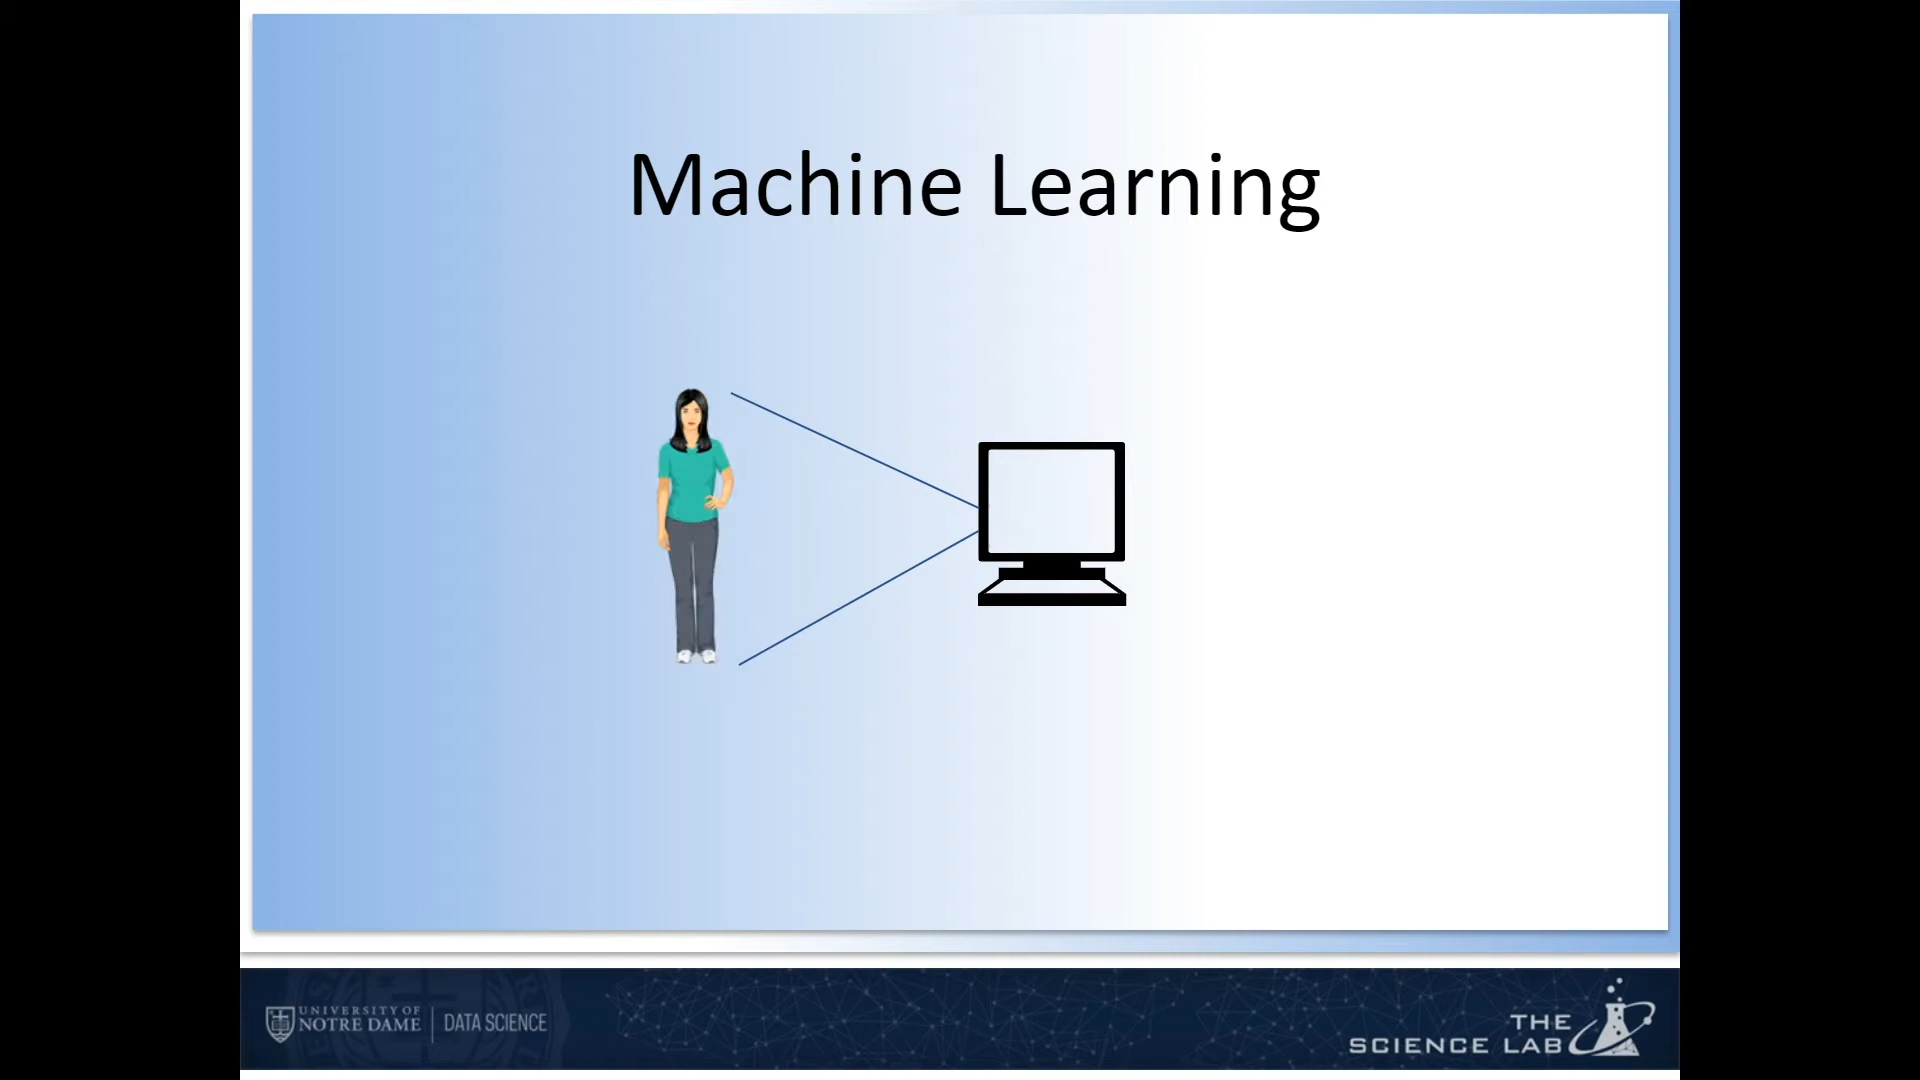 Machine Learning
UNIVERSITY OF
NOTRE DAME
DATA SCIENCE
THE
SCIENCE LAB